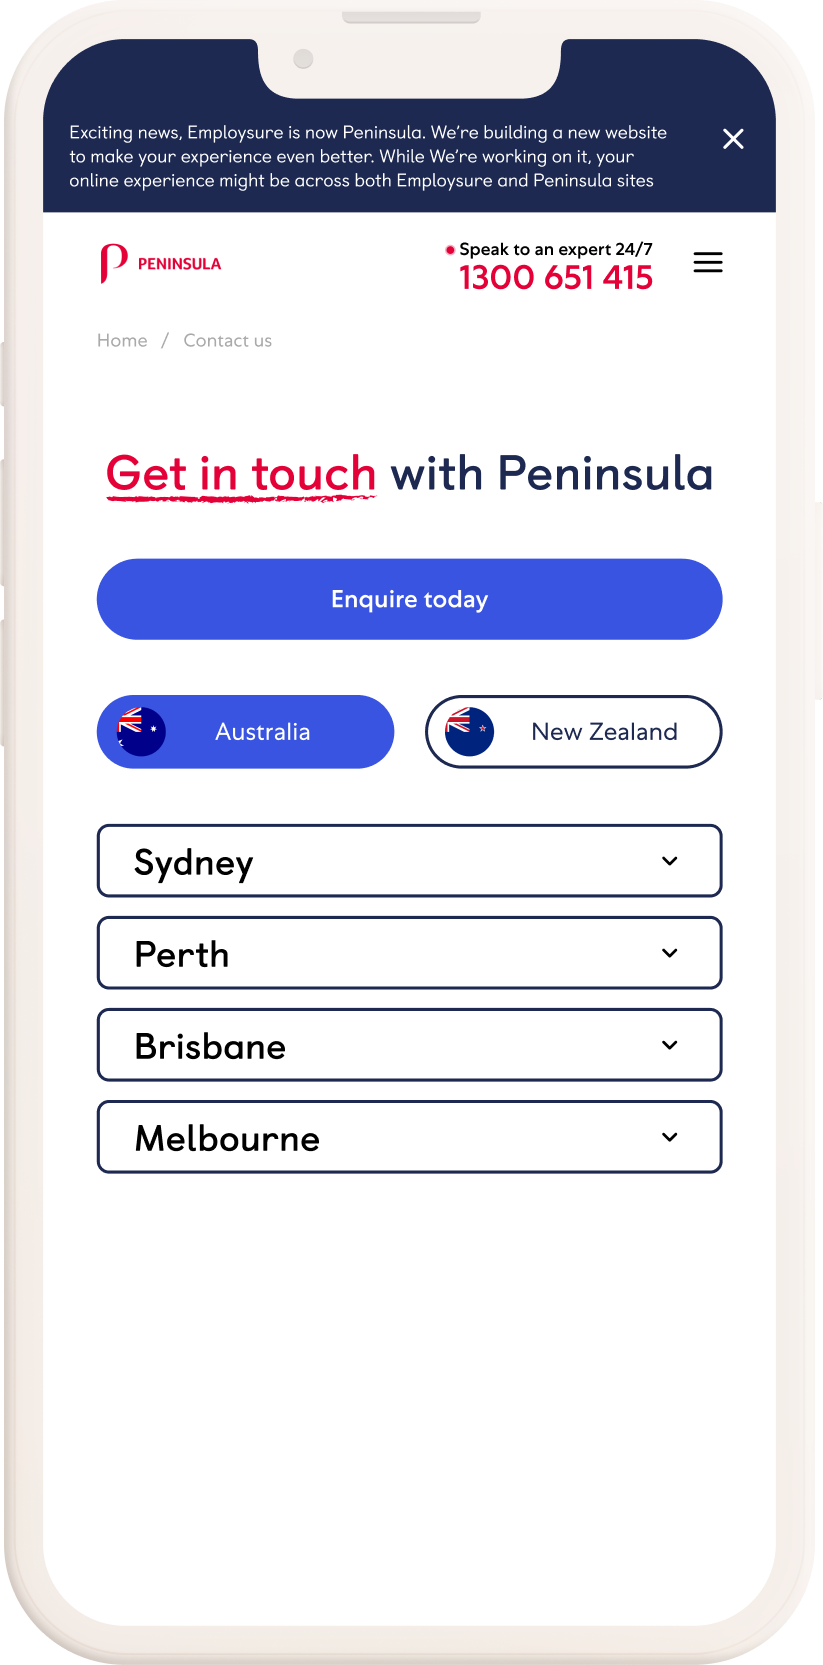 Exciting news, Employsure is now Peninsula. We're building a new website
to make your experience even better. While We're working on it, your
online experience might be across both Employsure and Peninsula sites
PENINSULA
Speak to an expert 24/7
1300 651 415
Home / Contact us
Get in touch with Peninsula
Enquire today
Australia
New Zealand
Sydney
Perth
Brisbane
Melbourne